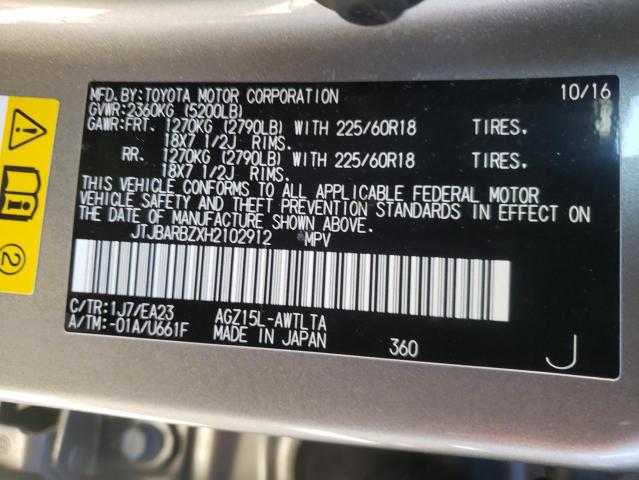 MFD.BY:TOYOTA MOTOR CORPORATION 10/16
GVWR:2360KG (5200LB)
GAWR:FRT. 1270KG (2790LB) WITH 225/60R18 TIRES.
18X7 1/2J RIMS.
RR. 1270KG (2790LB) WITH 225/60R18 TIRES.
18X7 1/2J RIMS.
THIS VEHICLE CONFORMS TO ALL APPLICABLE FEDERAL MOTOR
VEHICLE SAFETY AND THEFT PREVENTION STANDARDS IN EFFECT ON
THE DATE OF MANUFACTURE SHOWN ABOVE.
JTJBARBZXH2102912 MPV
C/TR:1J7/EA23 AGZ15L-AWTLTA
A/TM:-01A/U661F MADE IN JAPAN 360 J
2